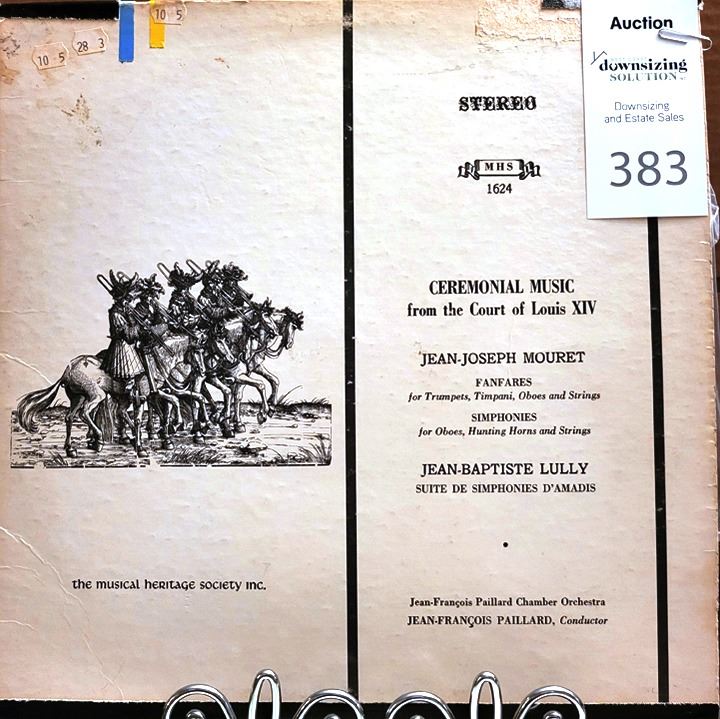 10 5
28 3
10 5
Auction
downsizing
SOLUTION
Downsizing
and Estate Sales
383
STEREO
MHS
1624
CEREMONIAL MUSIC
from the Court of Louis XIV
JEAN-JOSEPH MOURET
FANFARES
for Trumpets, Timpani, Oboes and Strings
SIMPHONIES
for Oboes, Hunting Horns and Strings
JEAN-BAPTISTE LULLY
SUITE DE SIMPHONIES D'AMADIS
the musical heritage society inc.
Jean-François Paillard Chamber Orchestra
JEAN-FRANÇOIS PAILLARD, Conductor